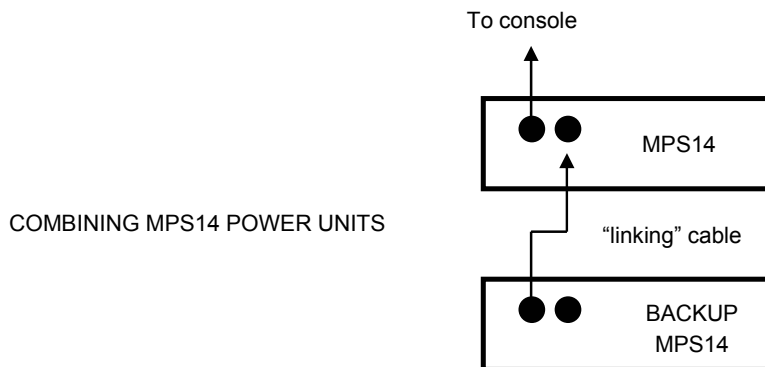 To console
MPS14
COMBINING MPS14 POWER UNITS
“linking” cable
BACKUP
MPS14